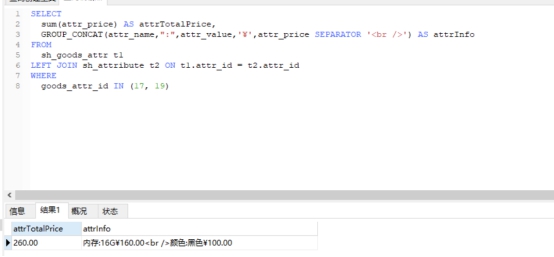 1 SELECT
2 sum(attr_price) AS attrTotalPrice,
3 GROUP_CONCAT(attr_name,":",attr_value,'¥',attr_price SEPARATOR '<br />') AS attrInfo
4 FROM
5 sh_goods_attr t1
6 LEFT JOIN sh_attribute t2 ON t1.attr_id = t2.attr_id
7 WHERE
8 goods_attr_id IN (17, 19)
信息 结果1 概况 状态
attrTotalPrice attrInfo
260.00 内存:16G¥160.00<br />颜色:黑色¥100.00